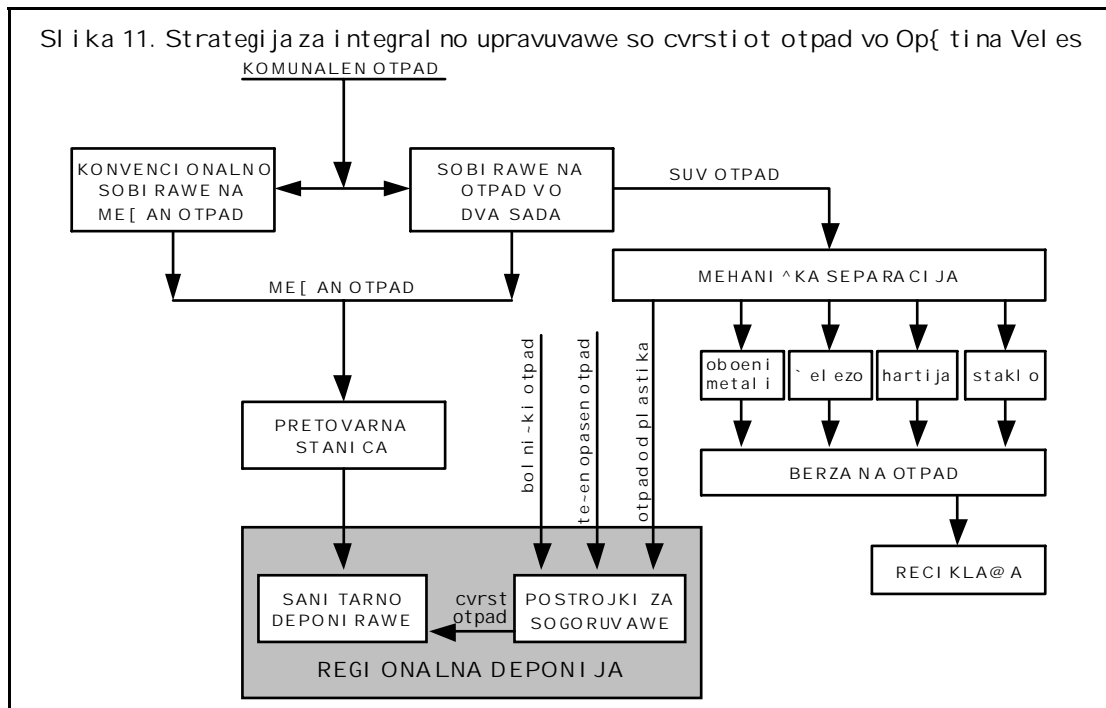 Slika 11. Strategija za integralno upravuvawe so cvrstiot otpad vo Op{tina Veles
KOMUNALEN OTPAD
KONVENCIONALNO
SOBIRAWE NA
ME[AN OTPAD
SOBIRAWE NA
OTPAD VO
DVA SADA
SUV OTPAD
MEHANI^KA SEPARACIJA
ME[AN OTPAD
oboeni
metali
`elezo
hartija
staklo
bolni~ki otpad
te~en opasen otpad
otpad od plastika
PRETOVARNA
STANICA
BERZA NA OTPAD
RECIKLA@A
SANITARNO
DEPONIRAWE
cvrst
otpad
POSTROJKI ZA
SOGORUVAWE
REGIONALNA DEPONIJA